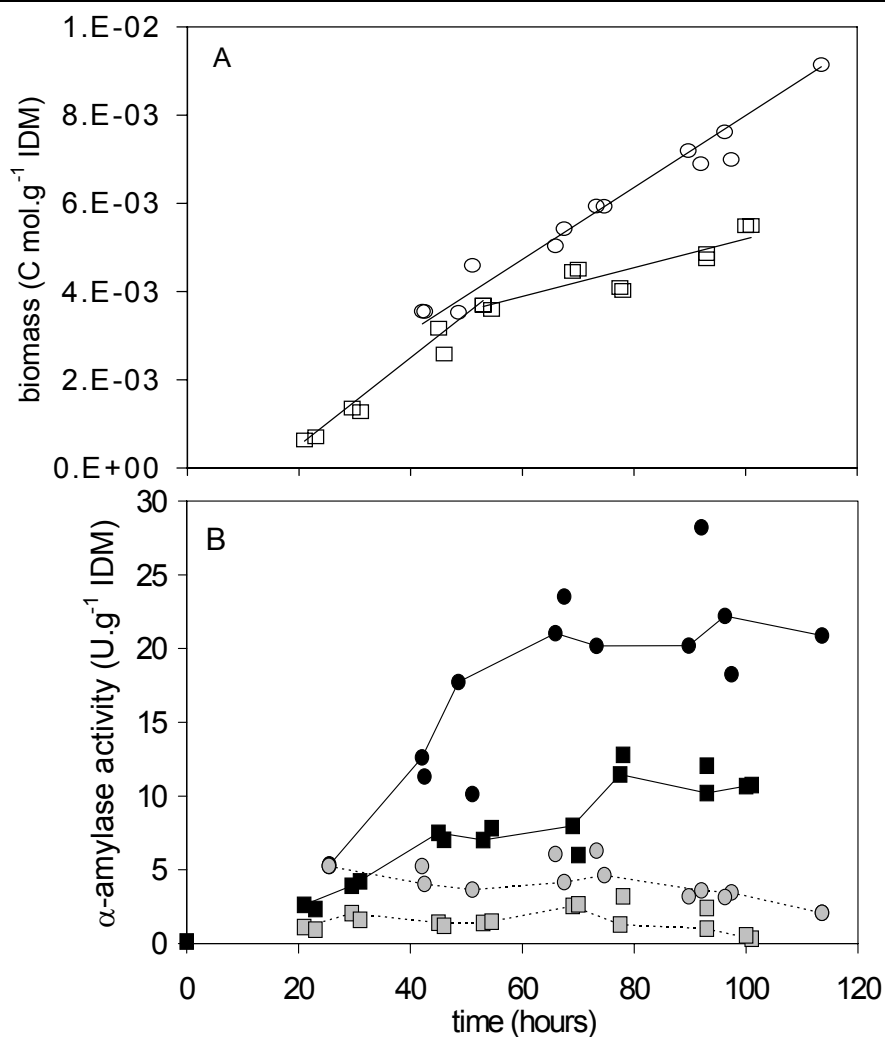 A
1.E-02
8.E-03
6.E-03
4.E-03
2.E-03
0.E+00
biomass (C mol.g⁻¹ IDM)
B
30
25
20
15
10
5
0
α-amylase activity (U.g⁻¹ IDM)
0 20 40 60 80 100 120
time (hours)